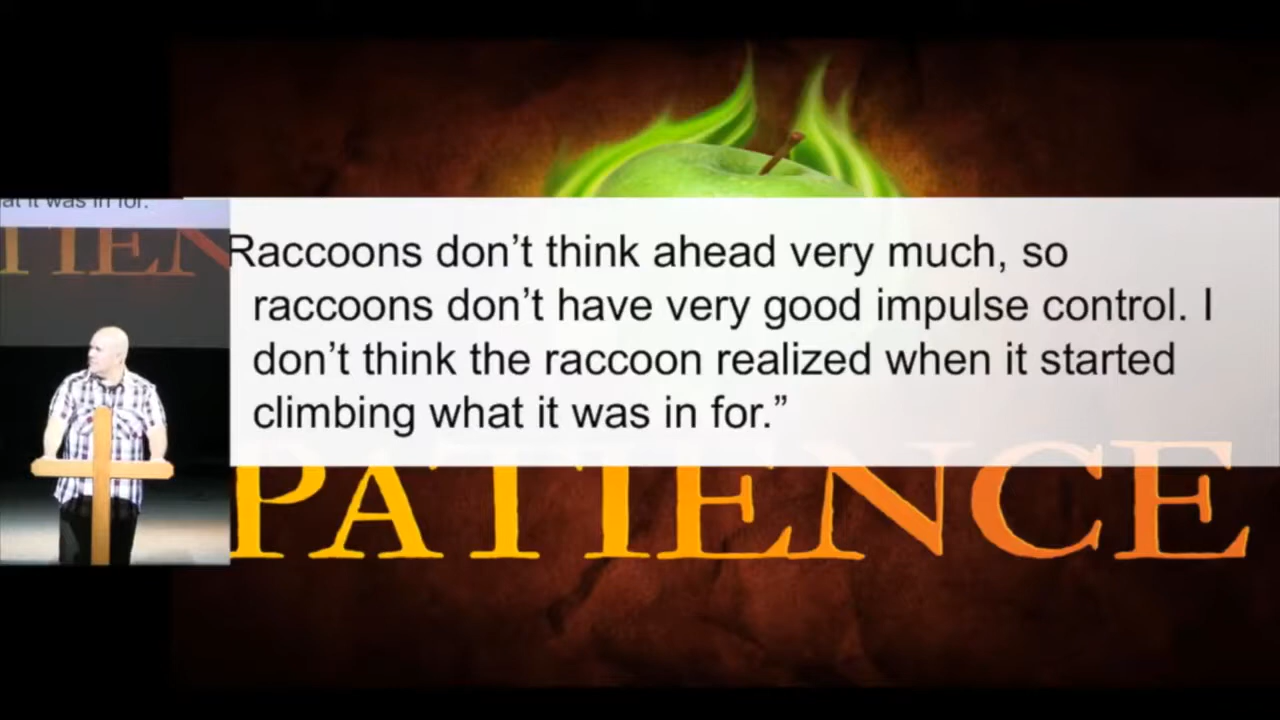 at it was in for.
TIEN
Raccoons don’t think ahead very much, so
raccoons don’t have very good impulse control. I
don’t think the raccoon realized when it started
climbing what it was in for.”
PATIENCE